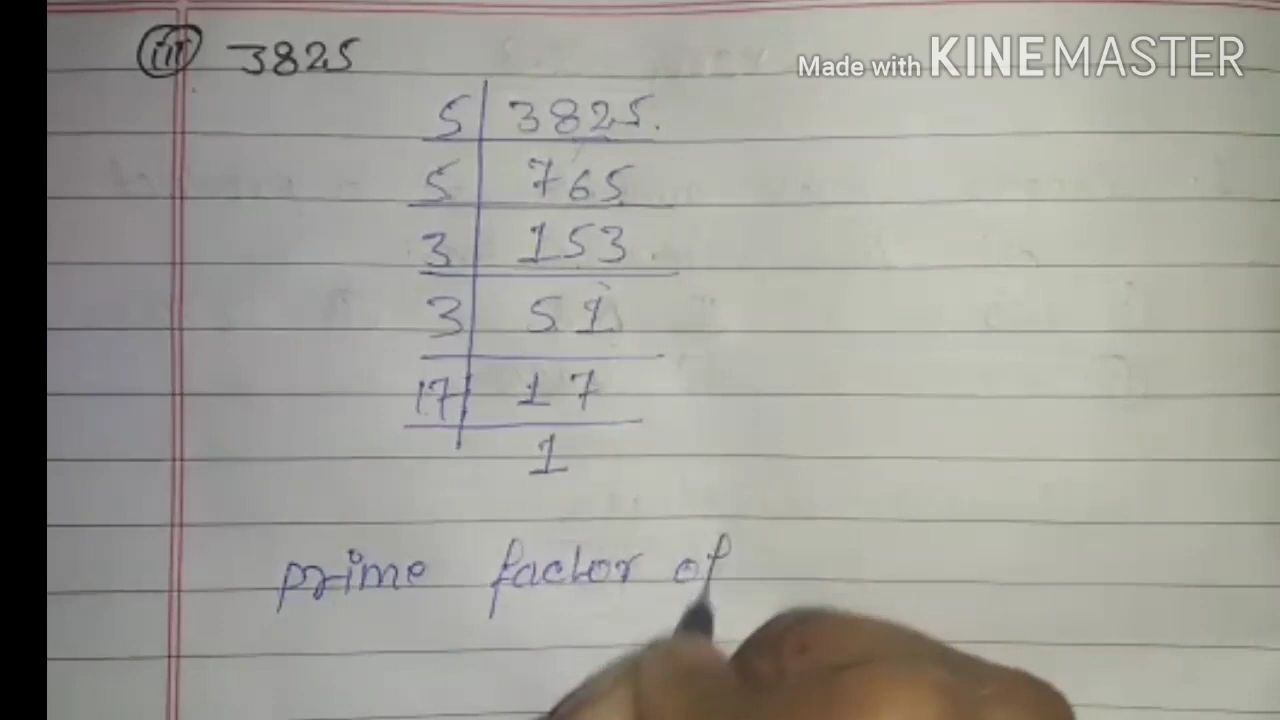 Made with KINEMASTER
(iii) 3825
5 | 3825.
5 | 765
3 | 153
3 | 51
17 | 17
1
prime factor of